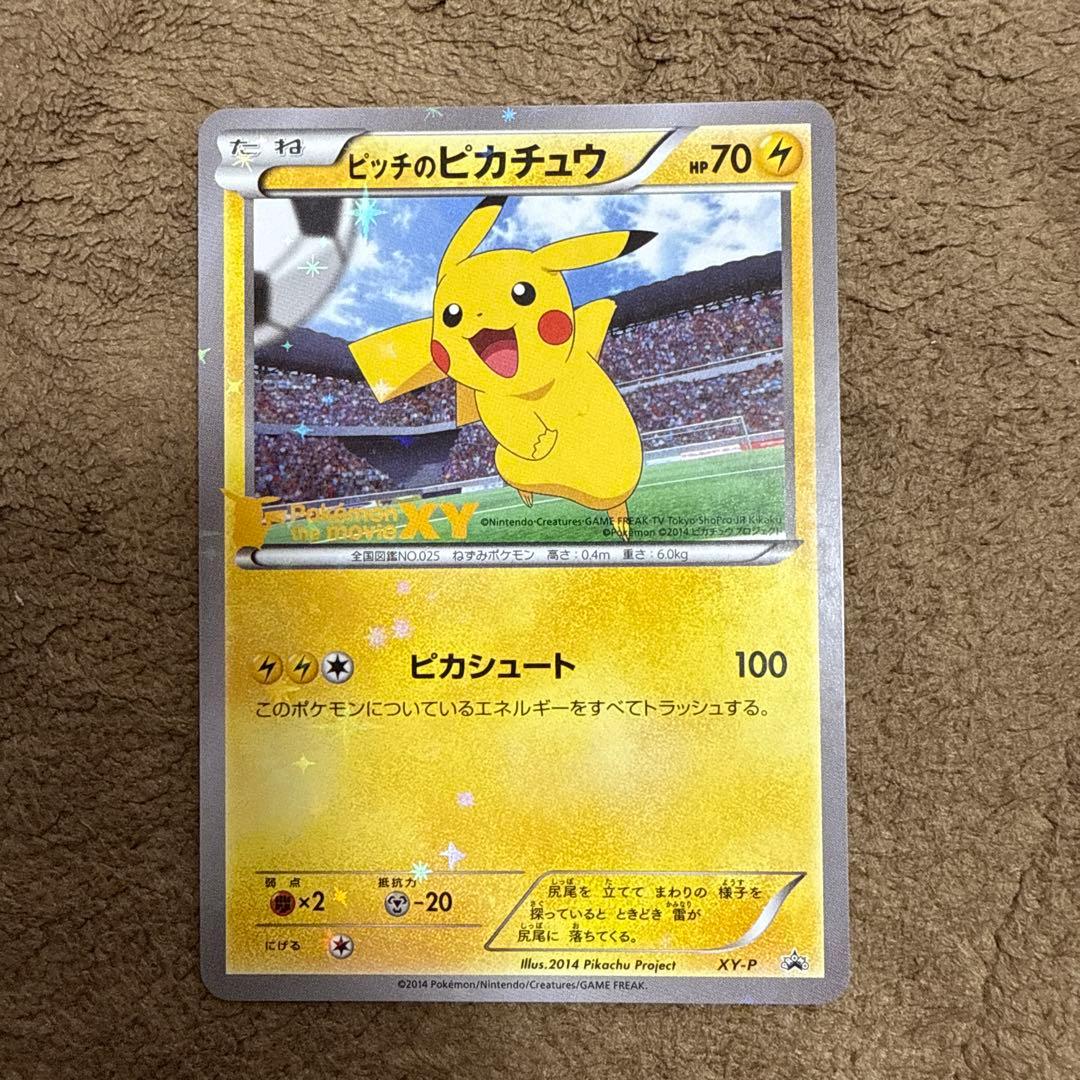 たね
ピッチのピカチュウ
HP70
Pokémon
the movie XY
©Nintendo・Creatures・GAME FREAK・TV Tokyo・ShoPro・JR Kikaku
©Pokémon ©2014 ピカチュウプロジェクト
全国図鑑NO.025 ねずみポケモン 高さ:0.4m 重さ:6.0kg
ピカシュート 100
このポケモンについているエネルギーをすべてトラッシュする。
弱点
×2
抵抗力
-20
にげる
尻尾を 立てて まわりの 様子を
探っていると ときどき 雷が
尻尾に 落ちてくる。
Illus.2014 Pikachu Project
XY-P
©2014 Pokémon/Nintendo/Creatures/GAME FREAK.